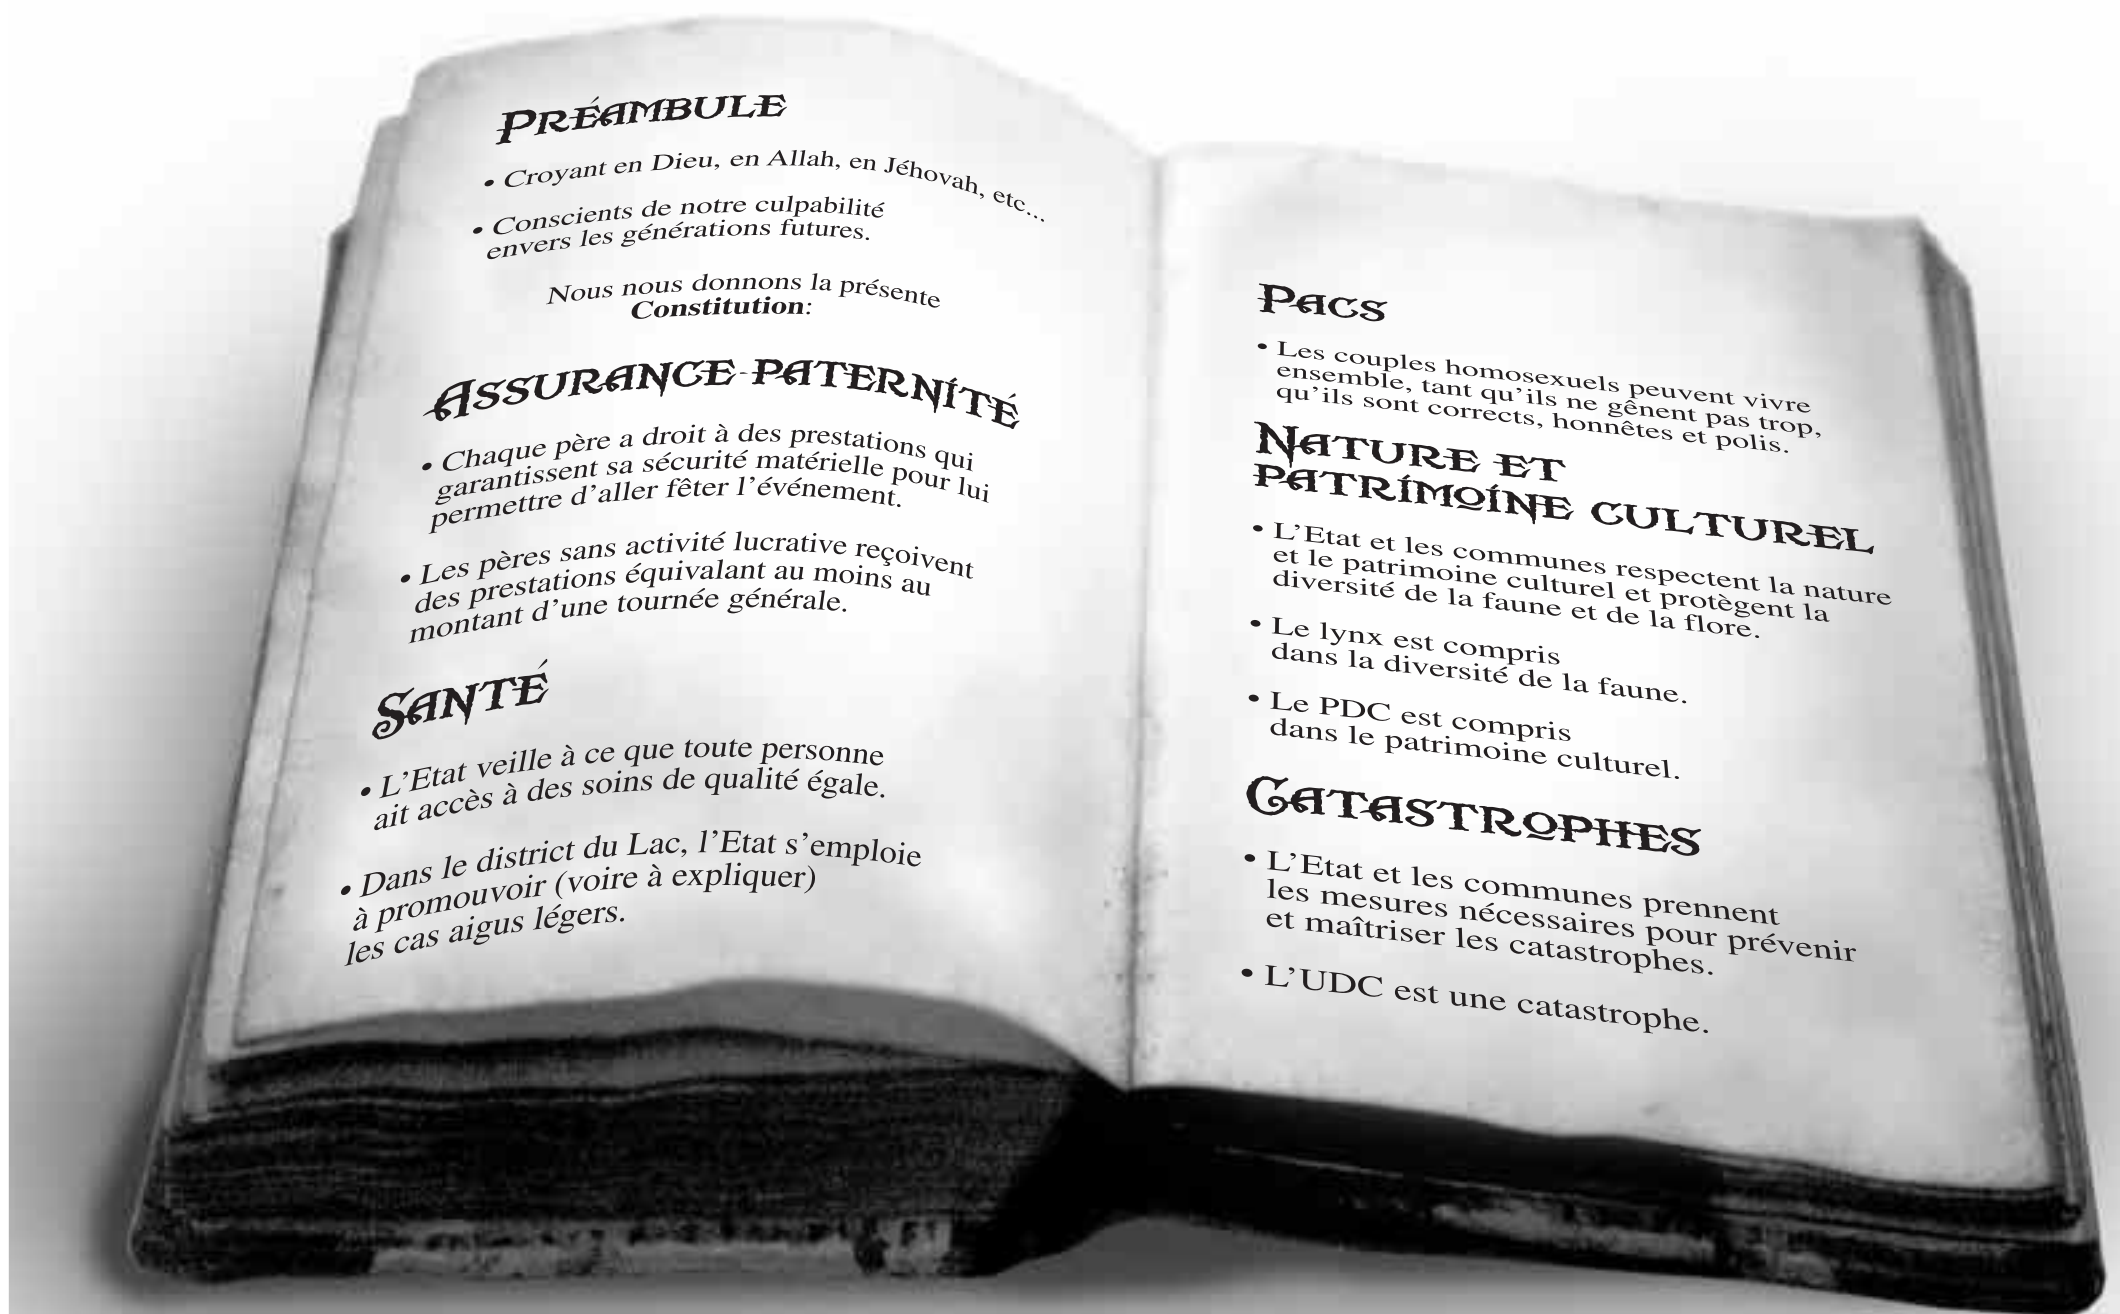 PRÉAMBULE
• Croyant en Dieu, en Allah, en Jéhovah, etc...
• Conscients de notre culpabilité
envers les générations futures.
Nous nous donnons la présente
Constitution:
ASSURANCE PATERNITÉ
• Chaque père a droit à des prestations qui
garantissent sa sécurité matérielle pour lui
permettre d'aller fêter l'événement.
• Les pères sans activité lucrative reçoivent
des prestations équivalant au moins au
montant d'une tournée générale.
SANTÉ
• L'Etat veille à ce que toute personne
ait accès à des soins de qualité égale.
• Dans le district du Lac, l'Etat s'emploie
à promouvoir (voire à expliquer)
les cas aigus légers.
PACS
• Les couples homosexuels peuvent vivre
ensemble, tant qu'ils ne gênent pas trop,
qu'ils sont corrects, honnêtes et polis.
NATURE ET
PATRIMOINE CULTUREL
• L'Etat et les communes respectent la nature
et le patrimoine culturel et protègent la
diversité de la faune et de la flore.
• Le lynx est compris
dans la diversité de la faune.
• Le PDC est compris
dans le patrimoine culturel.
CATASTROPHES
• L'Etat et les communes prennent
les mesures nécessaires pour prévenir
et maîtriser les catastrophes.
• L'UDC est une catastrophe.